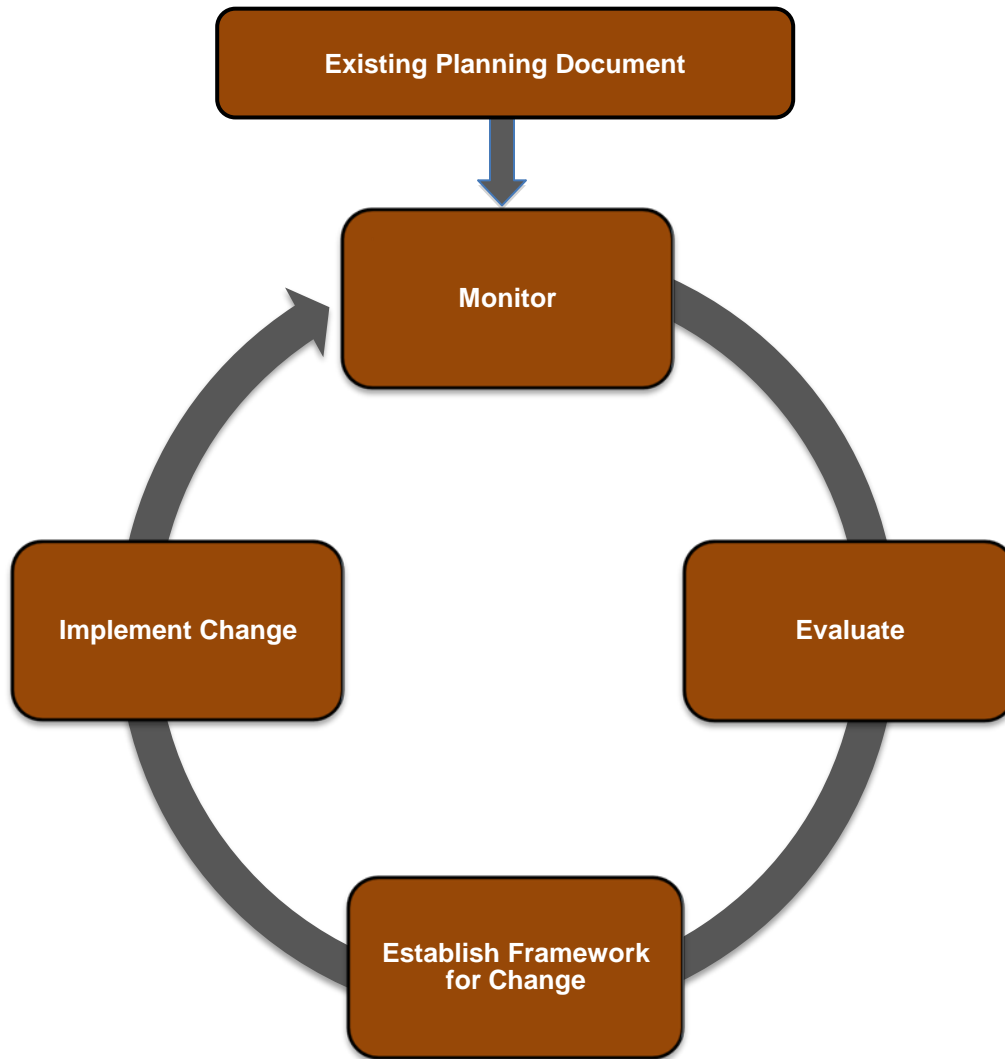 Existing Planning Document
Monitor
Implement Change
Evaluate
Establish Framework
for Change